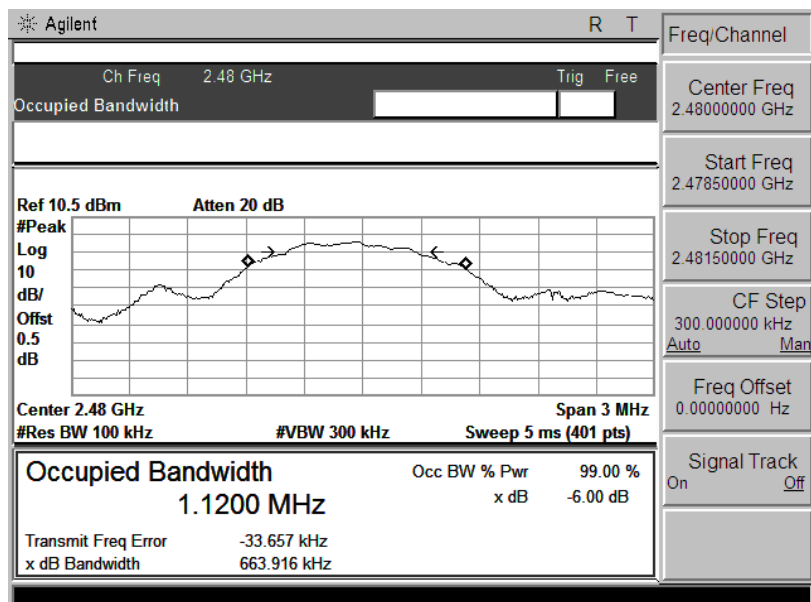 Agilent R T
Ch Freq 2.48 GHz Trig Free
Occupied Bandwidth
Ref 10.5 dBm Atten 20 dB
#Peak
Log
10
dB/
Offst
0.5
dB
Center 2.48 GHz Span 3 MHz
#Res BW 100 kHz #VBW 300 kHz Sweep 5 ms (401 pts)
Occupied Bandwidth
1.1200 MHz
Occ BW % Pwr 99.00 %
x dB -6.00 dB
Transmit Freq Error -33.657 kHz
x dB Bandwidth 663.916 kHz
Freq/Channel
Center Freq
2.48000000 GHz
Start Freq
2.47850000 GHz
Stop Freq
2.48150000 GHz
CF Step
300.000000 kHz
Auto Man
Freq Offset
0.00000000 Hz
Signal Track
On Off